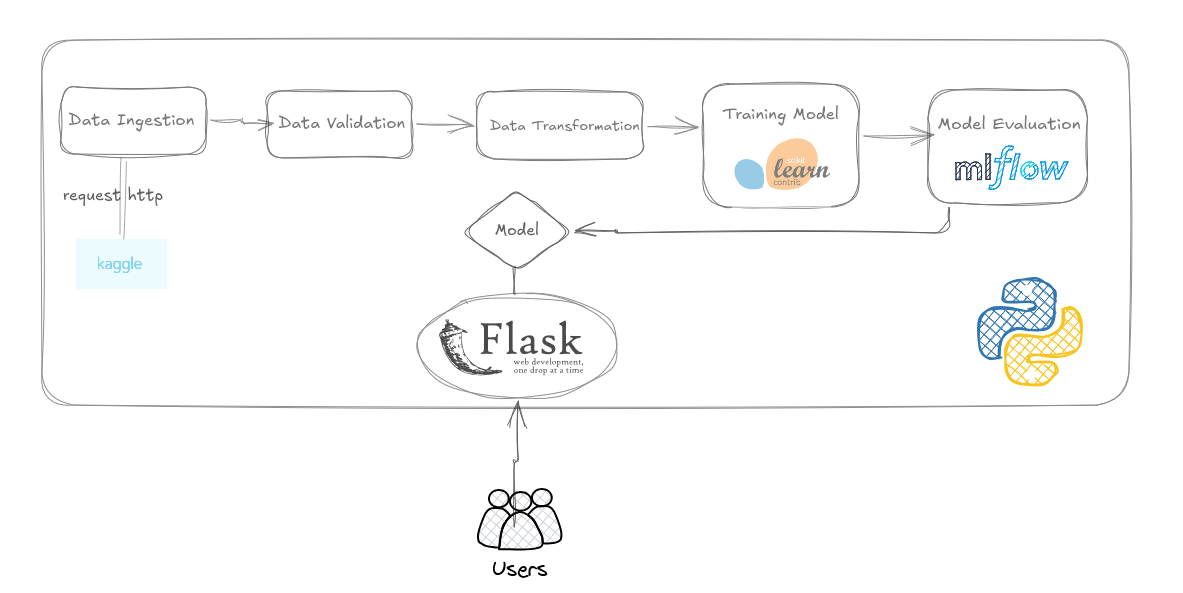 Data Ingestion
Data Validation
Data Transformation
Training Model
scikit
learn
contrib
Model Evaluation
mlflow
request http
kaggle
Model
Flask
web development,
one drop at a time
Users